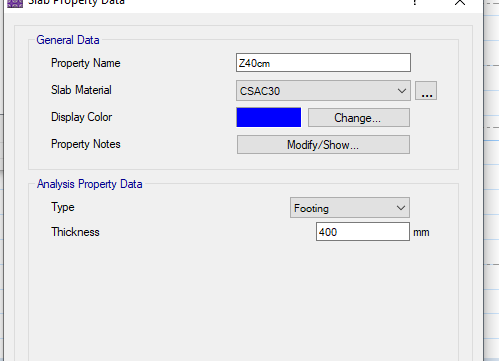 Slab Property Data
General Data
Property Name Z40cm
Slab Material CSAC30 ...
Display Color Change...
Property Notes Modify/Show...
Analysis Property Data
Type Footing
Thickness 400 mm